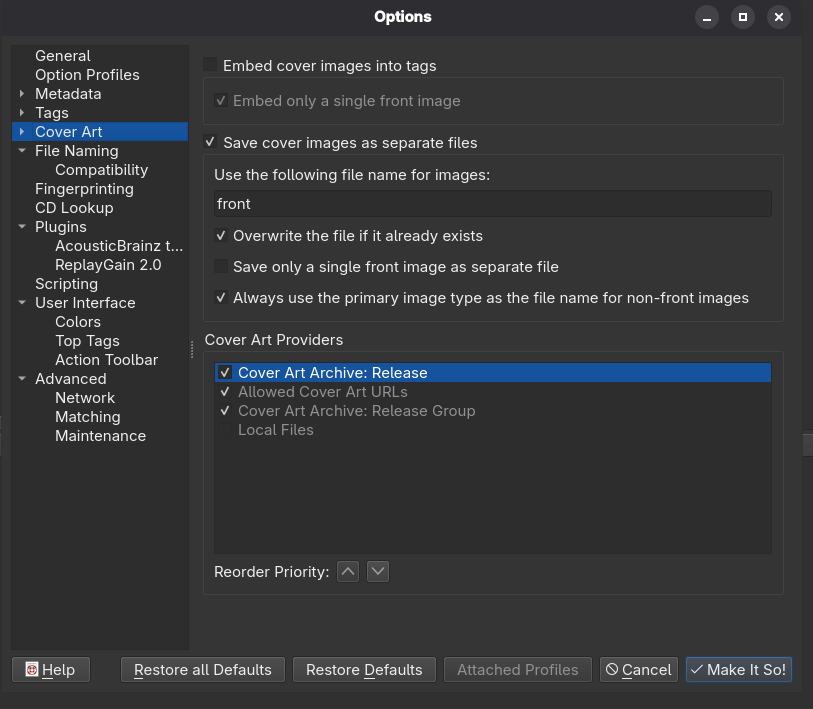 Options
General
Option Profiles
Metadata
Tags
Cover Art
File Naming
Compatibility
Fingerprinting
CD Lookup
Plugins
AcousticBrainz t...
ReplayGain 2.0
Scripting
User Interface
Colors
Top Tags
Action Toolbar
Advanced
Network
Matching
Maintenance
Embed cover images into tags
Embed only a single front image
Save cover images as separate files
Use the following file name for images:
front
Overwrite the file if it already exists
Save only a single front image as separate file
Always use the primary image type as the file name for non-front images
Cover Art Providers
Cover Art Archive: Release
Allowed Cover Art URLs
Cover Art Archive: Release Group
Local Files
Reorder Priority:
Help
Restore all Defaults
Restore Defaults
Attached Profiles
Cancel
Make It So!